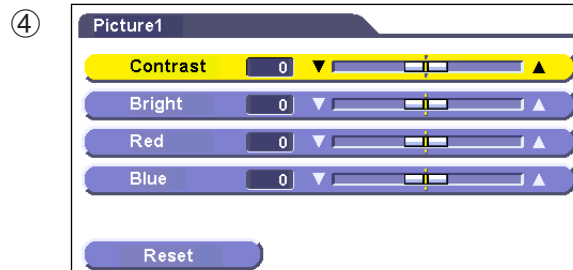 ④
Picture1
Contrast 0 ▼ ▲
Bright 0 ▼ ▲
Red 0 ▼ ▲
Blue 0 ▼ ▲
Reset